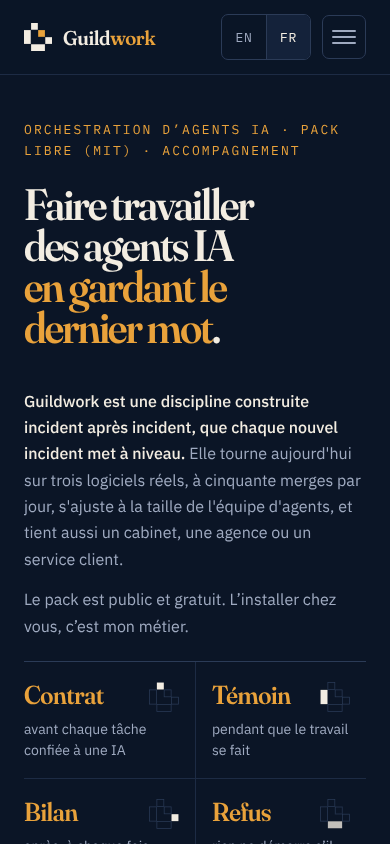 Guildwork
EN FR
ORCHESTRATION D’AGENTS IA · PACK
LIBRE (MIT) · ACCOMPAGNEMENT
Faire travailler
des agents IA
en gardant le
dernier mot.
Guildwork est une discipline construite
incident après incident, que chaque nouvel
incident met à niveau. Elle tourne aujourd'hui
sur trois logiciels réels, à cinquante merges par
jour, s'ajuste à la taille de l'équipe d'agents, et
tient aussi un cabinet, une agence ou un
service client.
Le pack est public et gratuit. L’installer chez
vous, c’est mon métier.
Contrat
avant chaque tâche
confiée à une IA
Témoin
pendant que le travail
se fait
Bilan
Refus